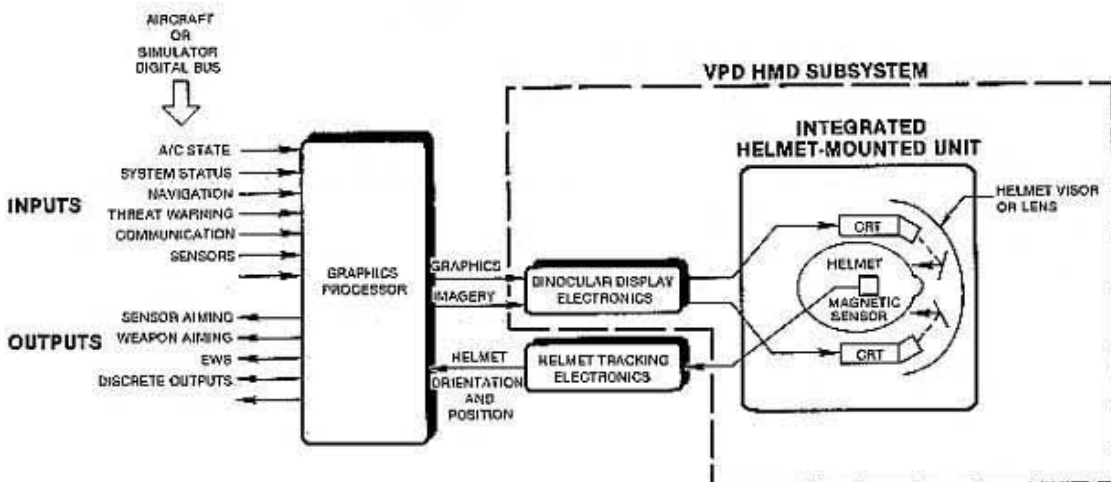 AIRCRAFT
OR
SIMULATOR
DIGITAL BUS
VPD HMD SUBSYSTEM
INTEGRATED
HELMET-MOUNTED UNIT
INPUTS
A/C STATE
SYSTEM STATUS
NAVIGATION
THREAT WARNING
COMMUNICATION
SENSORS
OUTPUTS
SENSOR AIMING
WEAPON AIMING
EWS
DISCRETE OUTPUTS
GRAPHICS
PROCESSOR
GRAPHICS
IMAGERY
BINOCULAR DISPLAY
ELECTRONICS
HELMET
ORIENTATION
AND
POSITION
HELMET TRACKING
ELECTRONICS
CRT
HELMET
MAGNETIC
SENSOR
CRT
HELMET VISOR
OR LENS